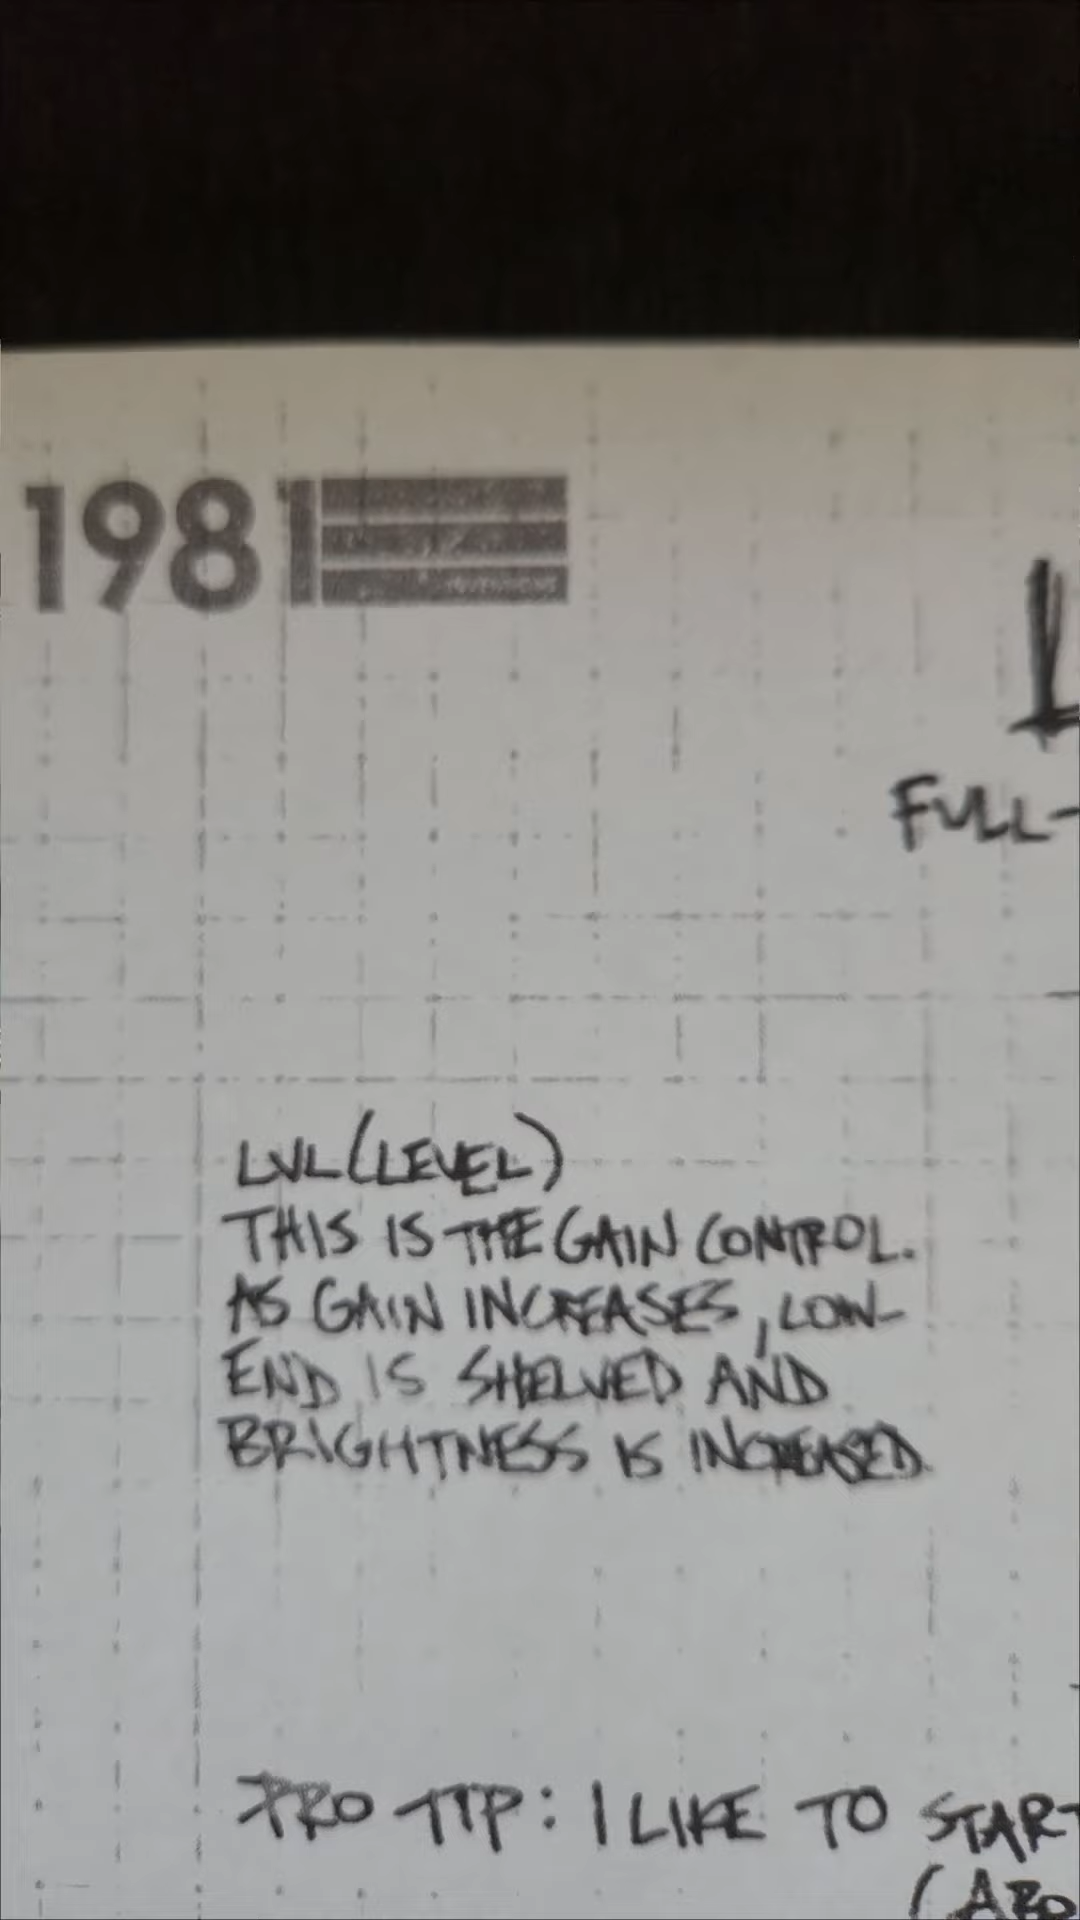 1981
INVENTIONS
FULL-
LVL (LEVEL)
THIS IS THE GAIN CONTROL.
AS GAIN INCREASES, LOW-
END IS SHELVED AND
BRIGHTNESS IS INCREASED.
PRO TIP: I LIKE TO START